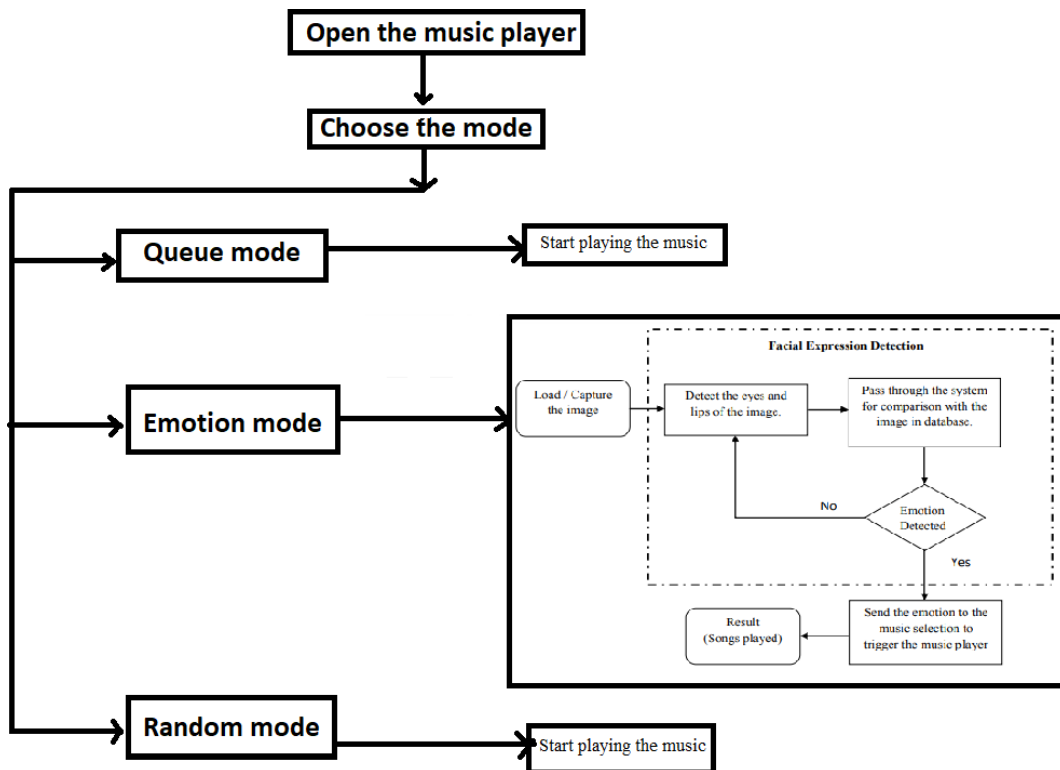 Open the music player
Choose the mode
Queue mode
Start playing the music
Emotion mode
Facial Expression Detection
Load / Capture
the image
Detect the eyes and
lips of the image.
Pass through the system
for comparison with the
image in database.
No
Emotion
Detected
Yes
Send the emotion to the
music selection to
trigger the music player
Result
(Songs played)
Random mode
Start playing the music